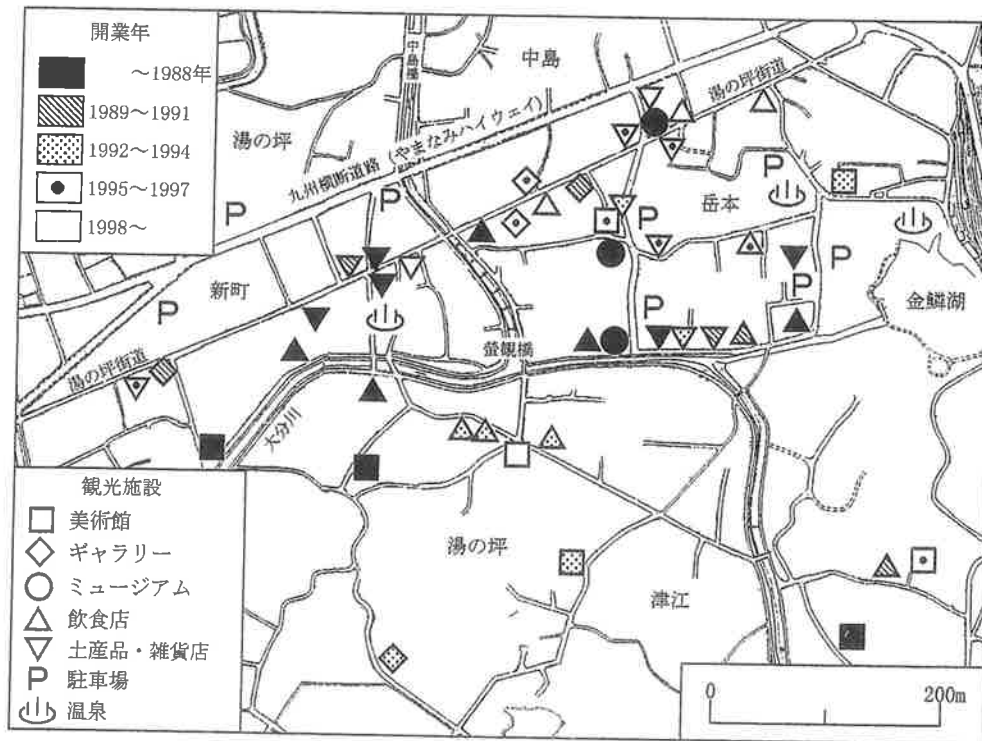 開業年
～1988年
1989～1991
1992～1994
1995～1997
1998～
中島橋
中島
湯の坪街道
湯の坪
九州横断道路 (やまなみハイウェイ)
P
P
P
岳本
P
P
新町
P
P
P
金鱗湖
螢観橋
湯の坪街道
大分川
観光施設
美術館
ギャラリー
ミュージアム
飲食店
土産品・雑貨店
P 駐車場
温泉
湯の坪
津江
0 200m